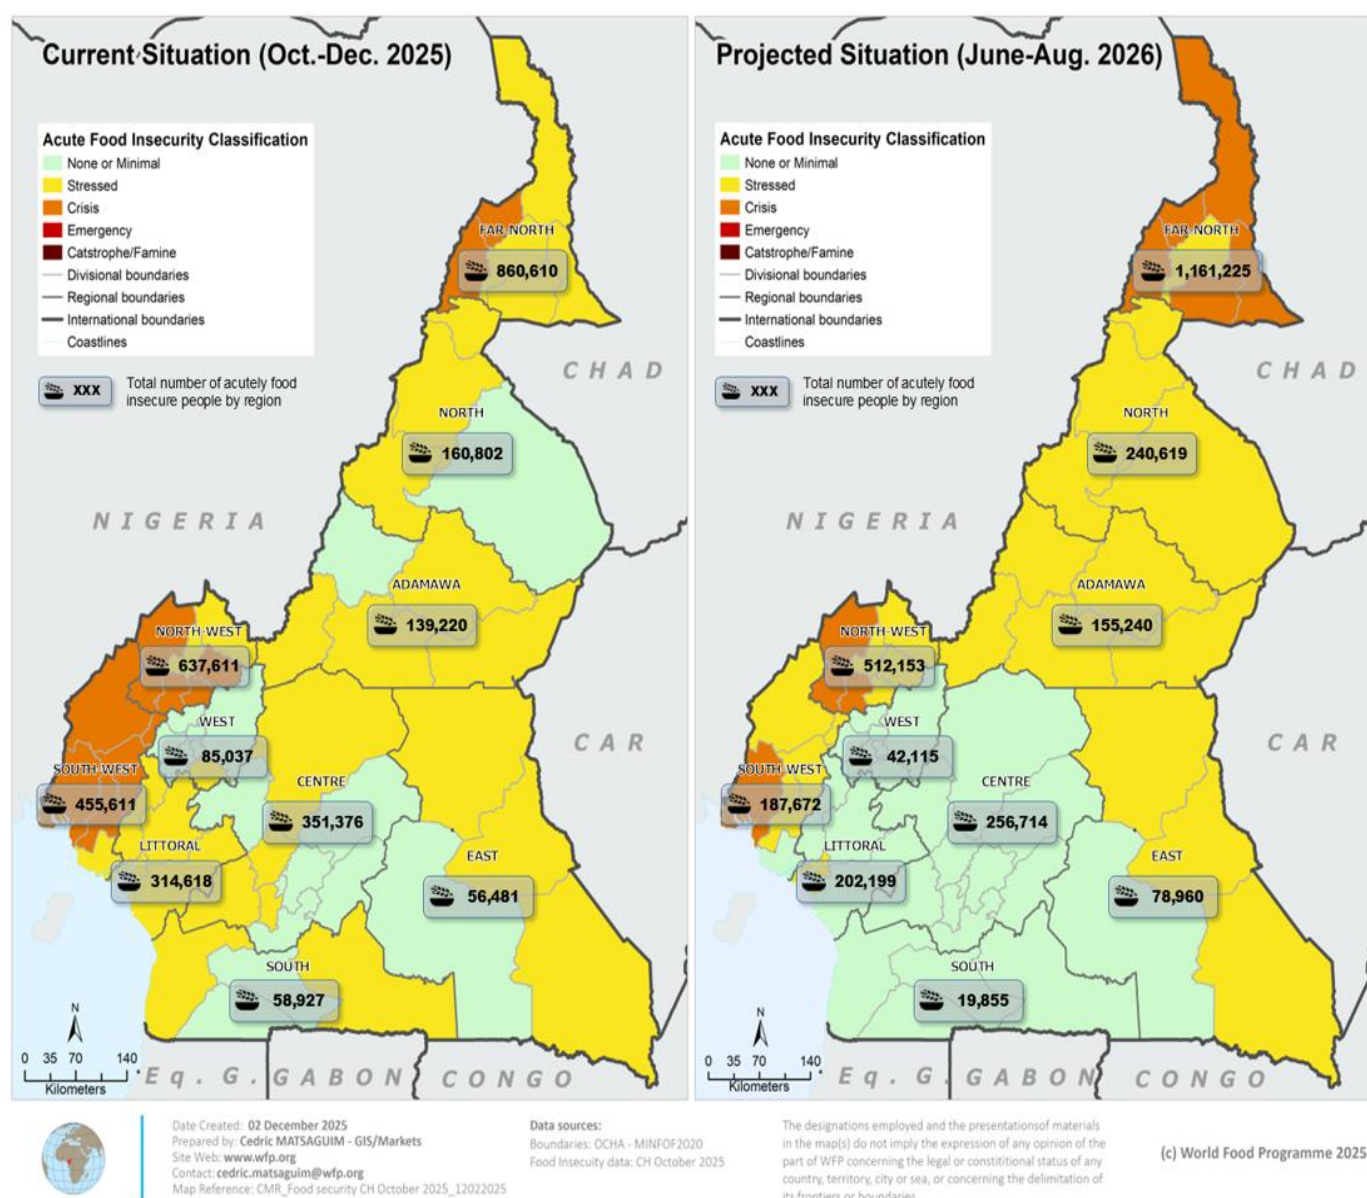 Current Situation (Oct.-Dec. 2025)
Acute Food Insecurity Classification
None or Minimal
Stressed
Crisis
Emergency
Catstrophe/Famine
Divisional boundaries
Regional boundaries
International boundaries
Coastlines
XXX
Total number of acutely food
insecure people by region
FAR-NORTH
860,610
CHAD
NORTH
160,802
NIGERIA
ADAMAWA
139,220
NORTH-WEST
637,611
WEST
85,037
CAR
SOUTH-WEST
455,611
CENTRE
351,376
LITTORAL
314,618
EAST
56,481
SOUTH
58,927
N
0 35 70 140
Kilometers
Eq. G.
GABON
CONGO
Projected Situation (June-Aug. 2026)
Acute Food Insecurity Classification
None or Minimal
Stressed
Crisis
Emergency
Catstrophe/Famine
Divisional boundaries
Regional boundaries
International boundaries
Coastlines
XXX
Total number of acutely food
insecure people by region
FAR-NORTH
1,161,225
CHAD
NORTH
240,619
NIGERIA
ADAMAWA
155,240
NORTH-WEST
512,153
WEST
42,115
CAR
SOUTH-WEST
187,672
CENTRE
256,714
LITTORAL
202,199
EAST
78,960
SOUTH
19,855
N
0 35 70 140
Kilometers
Eq. G.
GABON
CONGO
Date Created: 02 December 2025
Prepared by: Cedric MATSAGUIM - GIS/Markets
Site Web: www.wfp.org
Contact: cedric.matsaguim@wfp.org
Map Reference: CMR_Food security CH October 2025_12022025
Data sources:
Boundaries: OCHA - MINFOF2020
Food Insecuity data: CH October 2025
The designations employed and the presentationsof materials
in the map(s) do not imply the expression of any opinion of the
part of WFP concerning the legal or constititional status of any
country, territory, city or sea, or concerning the delimitation of
its frontiers or boundaries
(c) World Food Programme 2025